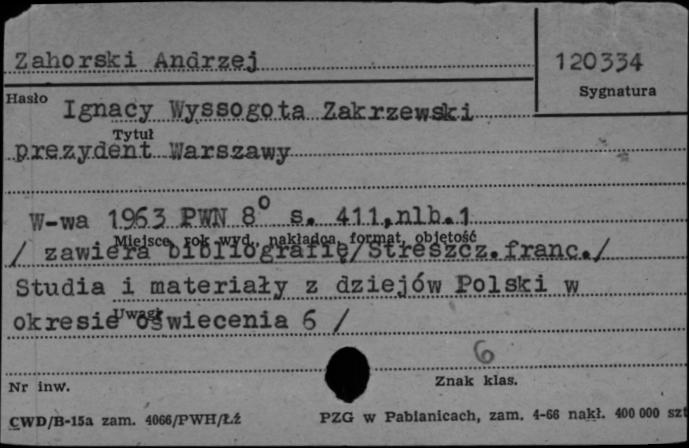 Zahorski Andrzej
120334
Hasło
Sygnatura
Ignacy Wyssogota Zakrzewski
Tytuł
prezydent Warszawy
W-wa 1963 PWN 8° s. 411,nlb.1
Miejsce, rok wyd., nakładca, format, objętość
/ zawiera bibliografię/Streszcz.franc./
Studia i materiały z dziejów Polski w
Uwagi
okresie Oświecenia 6 /
6
Nr inw.
Znak klas.
CWD/B-15a zam. 4066/PWH/Łź
PZG w Pabianicach, zam. 4-66 nakł. 400 000 szt